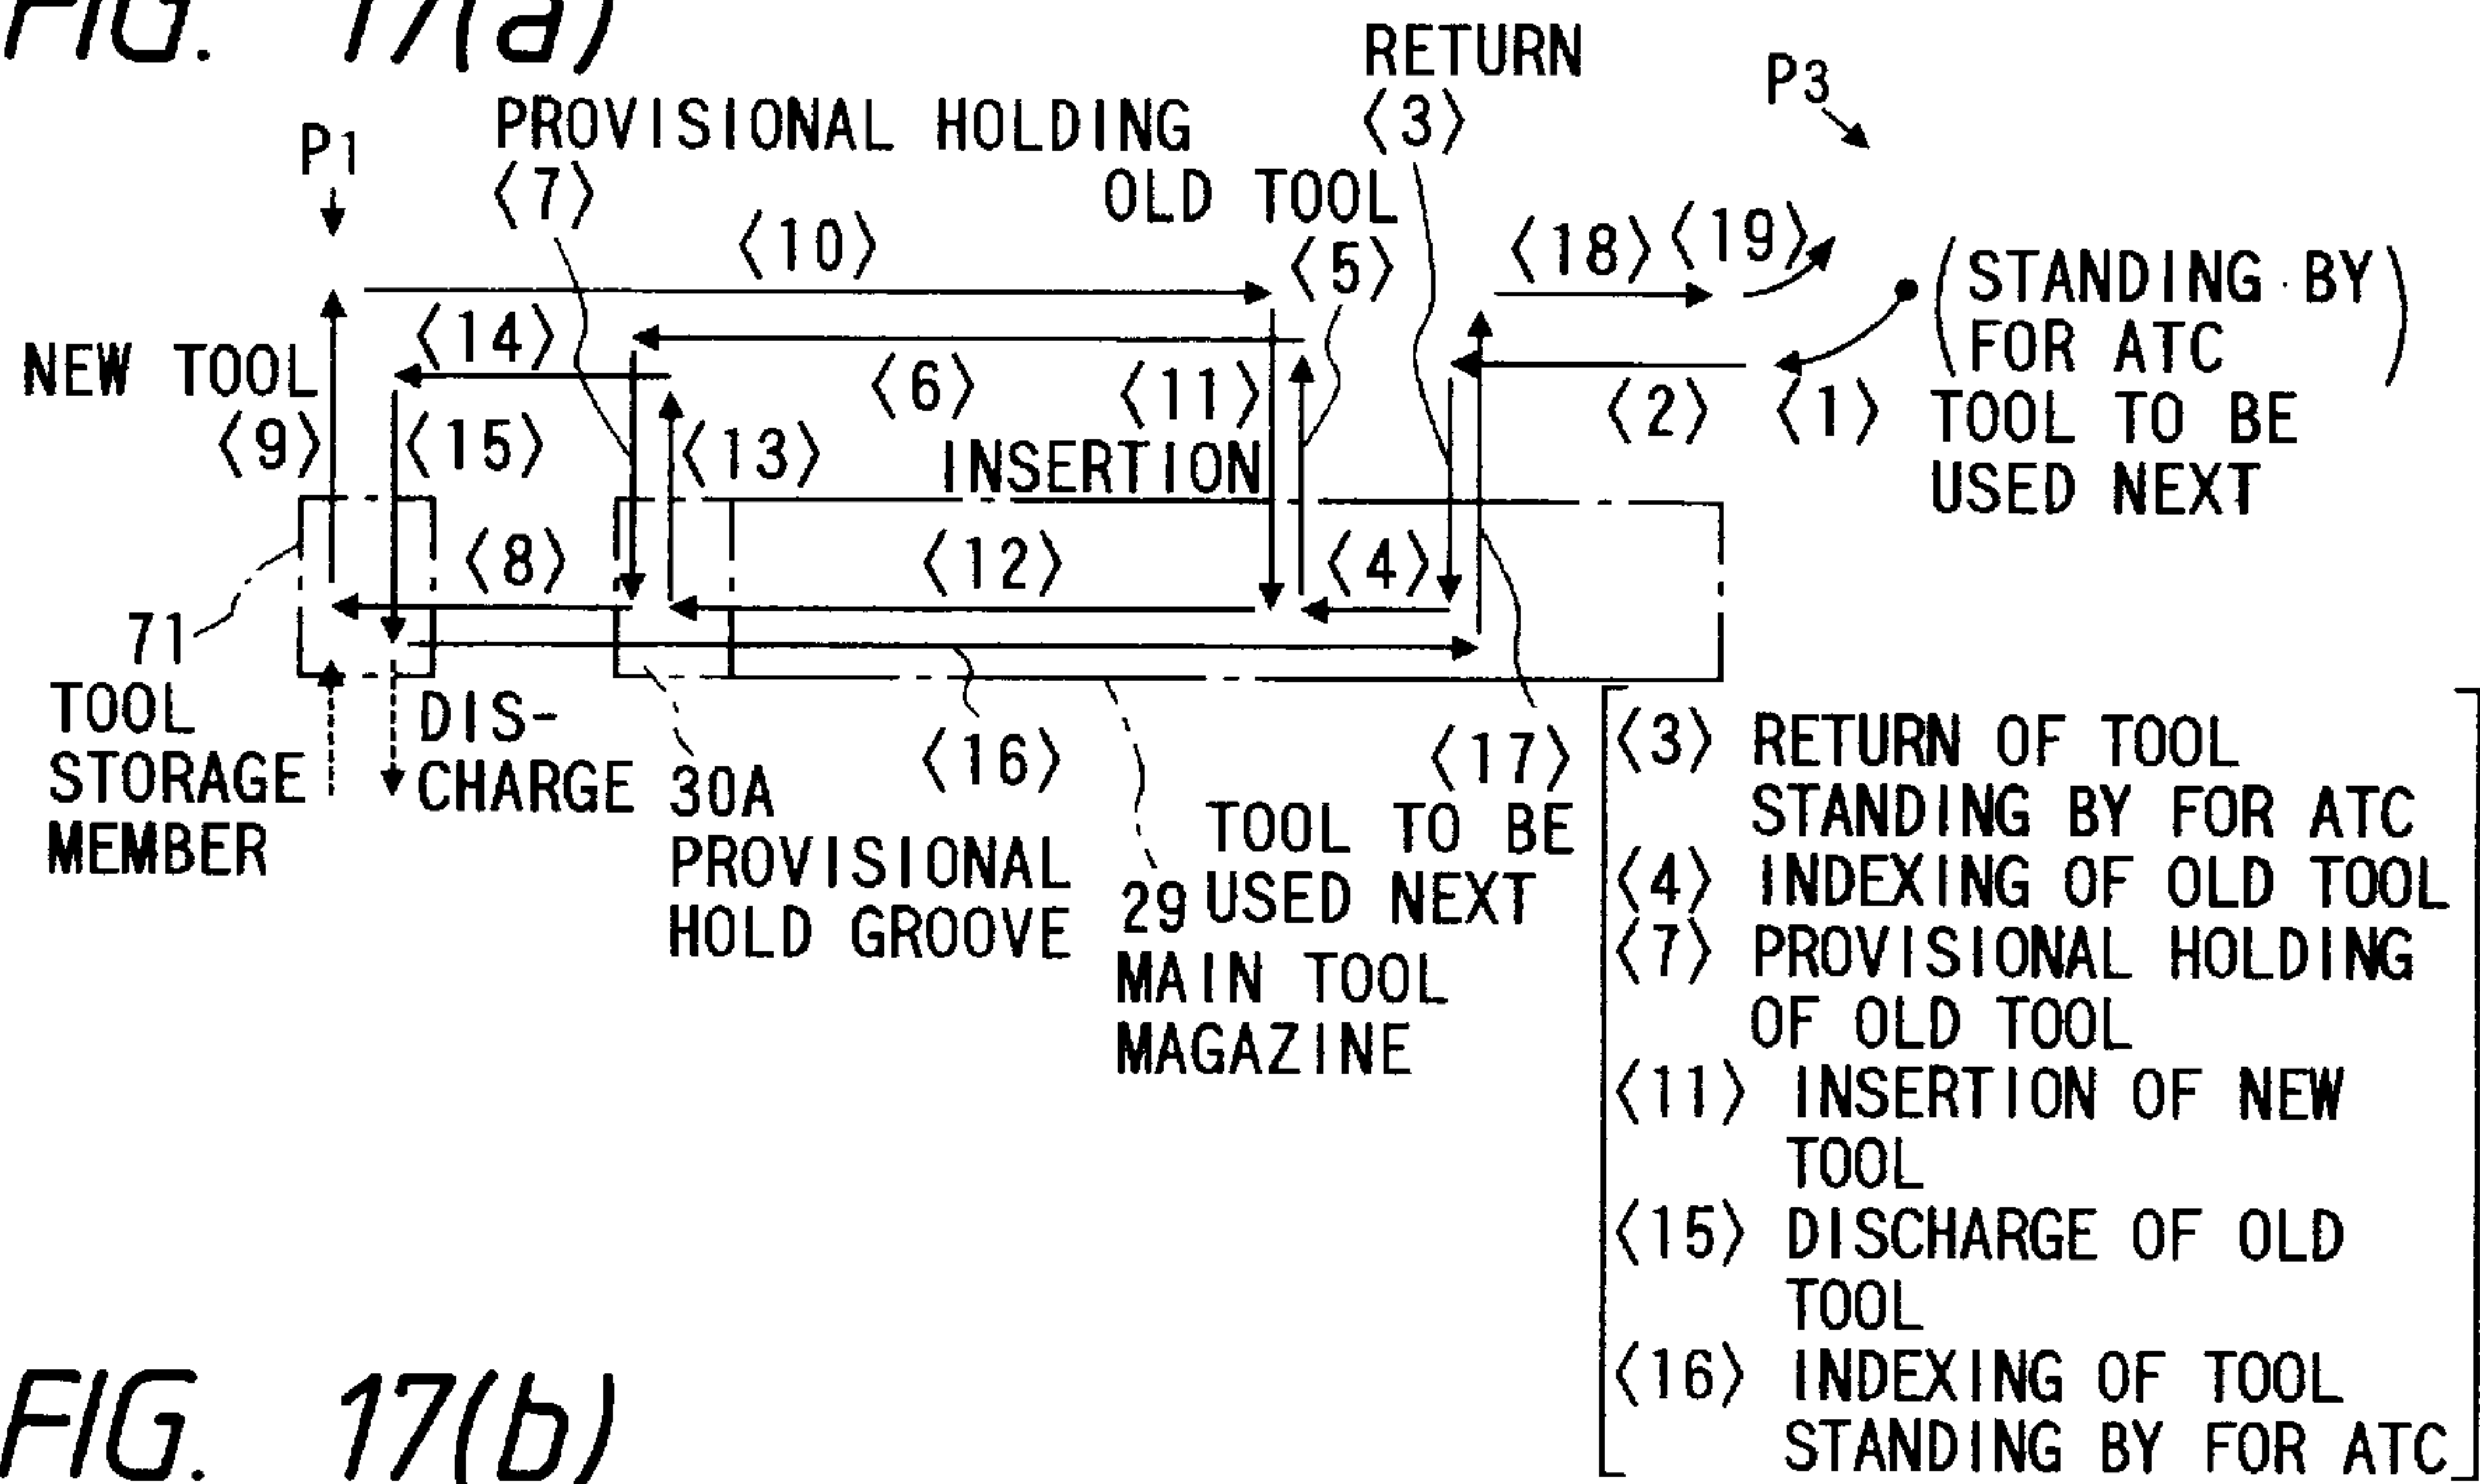 FIG. 17(a)
RETURN
<3>
P3
PROVISIONAL HOLDING
<7>
P1
OLD TOOL
<5>
<10>
<18>
<19>
(STANDING BY
FOR ATC)
<14>
NEW TOOL
<9>
<15>
<6>
<11>
<2>
<1>
TOOL TO BE
USED NEXT
<13>
INSERTION
<8>
<12>
<4>
71
TOOL
STORAGE
MEMBER
DIS-
CHARGE
30A
PROVISIONAL
HOLD GROOVE
<16>
<17>
TOOL TO BE
USED NEXT
29
MAIN TOOL
MAGAZINE
<3> RETURN OF TOOL
STANDING BY FOR ATC
<4> INDEXING OF OLD TOOL
<7> PROVISIONAL HOLDING
OF OLD TOOL
<11> INSERTION OF NEW
TOOL
<15> DISCHARGE OF OLD
TOOL
<16> INDEXING OF TOOL
STANDING BY FOR ATC
FIG. 17(b)